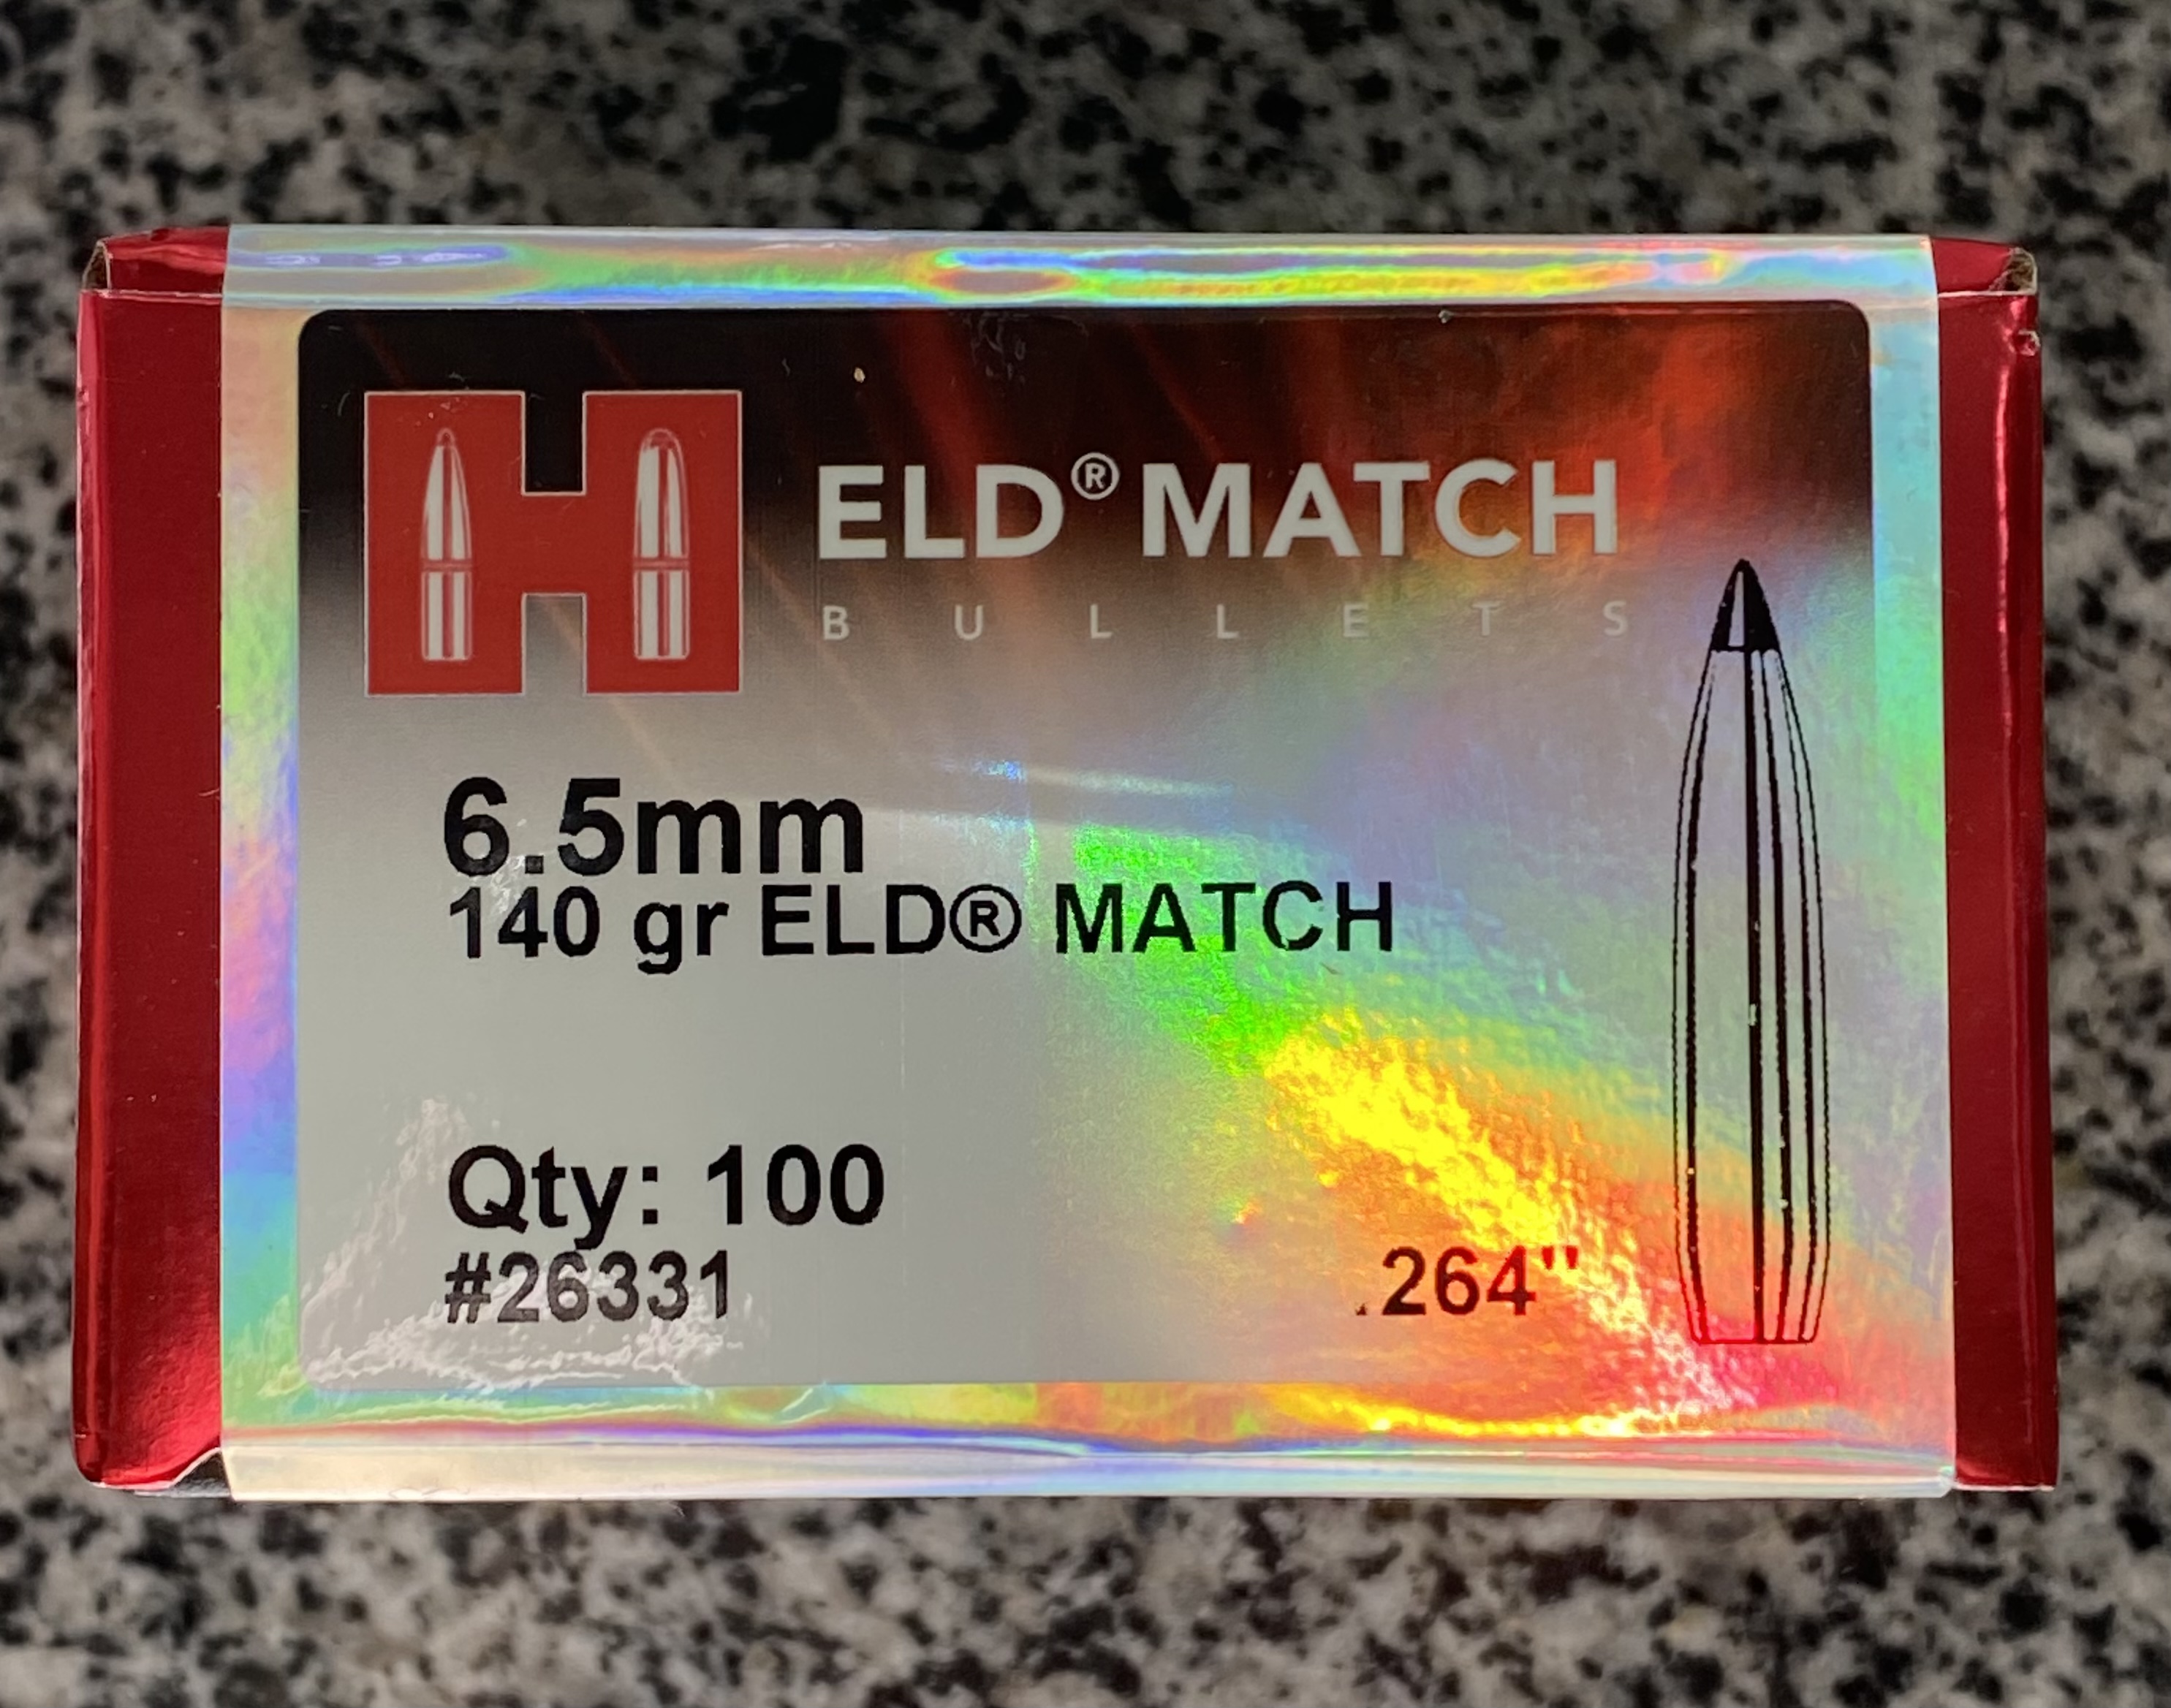 H
ELD® MATCH
BULLETS
6.5mm
140 gr ELD® MATCH
Qty: 100
#26331
.264"